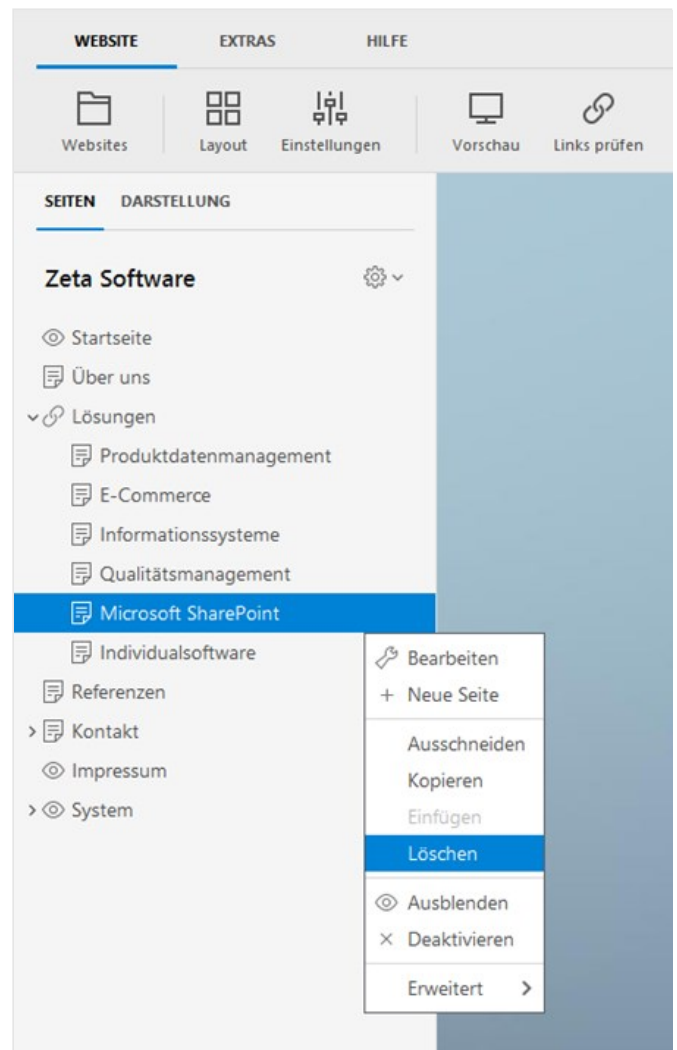 WEBSITE EXTRAS HILFE
Websites Layout Einstellungen Vorschau Links prüfen
SEITEN DARSTELLUNG
Zeta Software
Startseite
Über uns
Lösungen
Produktdatenmanagement
E-Commerce
Informationssysteme
Qualitätsmanagement
Microsoft SharePoint
Individualsoftware
Referenzen
Kontakt
Impressum
System
Bearbeiten
Neue Seite
Ausschneiden
Kopieren
Einfügen
Löschen
Ausblenden
Deaktivieren
Erweitert